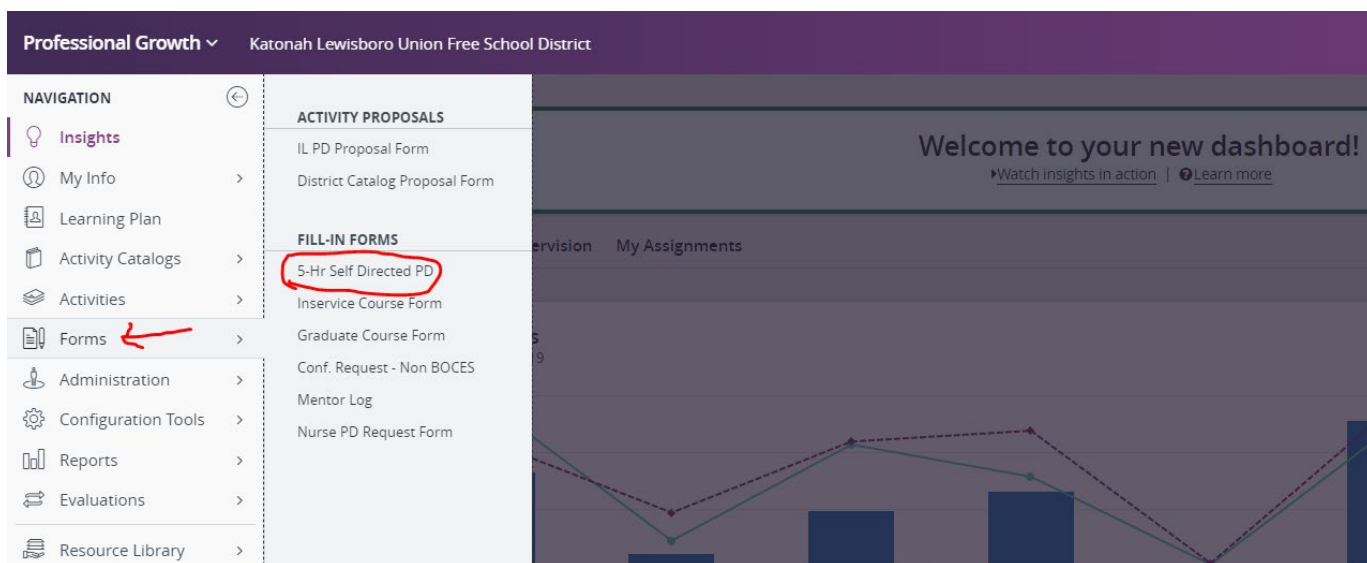 Professional Growth Katonah Lewisboro Union Free School District
NAVIGATION
Insights
My Info
Learning Plan
Activity Catalogs
Activities
Forms
Administration
Configuration Tools
Reports
Evaluations
Resource Library
ACTIVITY PROPOSALS
IL PD Proposal Form
District Catalog Proposal Form
FILL-IN FORMS
5-Hr Self Directed PD
Inservice Course Form
Graduate Course Form
Conf. Request - Non BOCES
Mentor Log
Nurse PD Request Form
Welcome to your new dashboard!
Watch insights in action | Learn more
ervision My Assignments
s
19